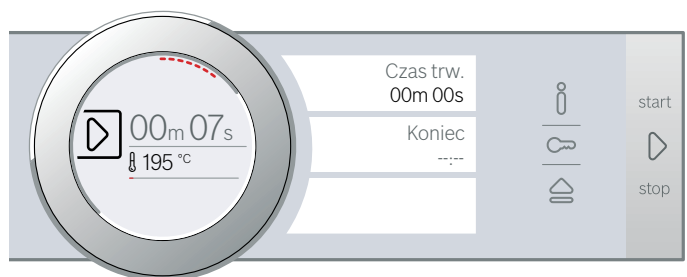 00m 07s
195 °C
Czas trw.
00m 00s
Koniec
--:--
start
stop